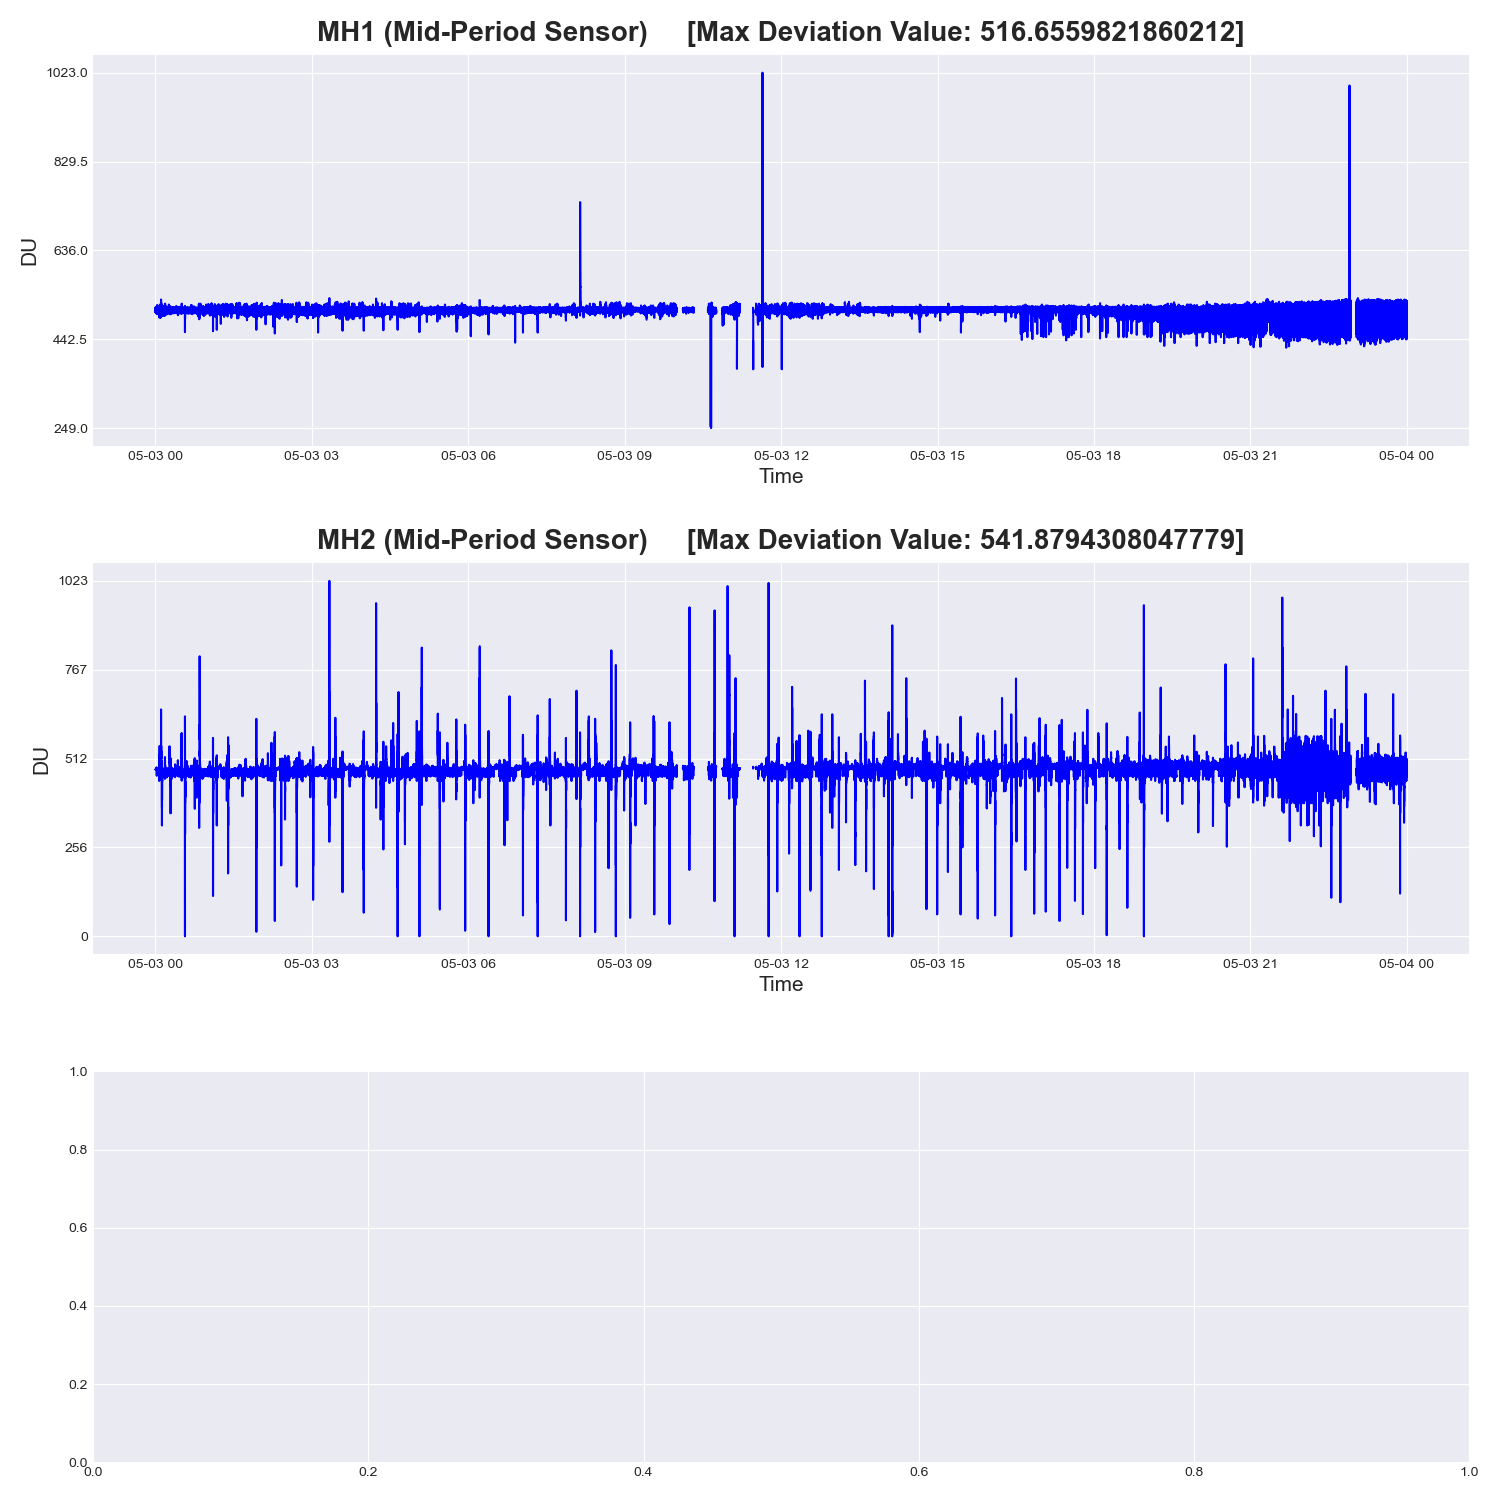 MH1 (Mid-Period Sensor) [Max Deviation Value: 516.6559821860212]
1023.0
829.5
636.0
442.5
249.0
DU
05-03 00 05-03 03 05-03 06 05-03 09 05-03 12 05-03 15 05-03 18 05-03 21 05-04 00
Time
MH2 (Mid-Period Sensor) [Max Deviation Value: 541.8794308047779]
1023
767
512
256
0
DU
05-03 00 05-03 03 05-03 06 05-03 09 05-03 12 05-03 15 05-03 18 05-03 21 05-04 00
Time
1.0
0.8
0.6
0.4
0.2
0.0
0.0 0.2 0.4 0.6 0.8 1.0